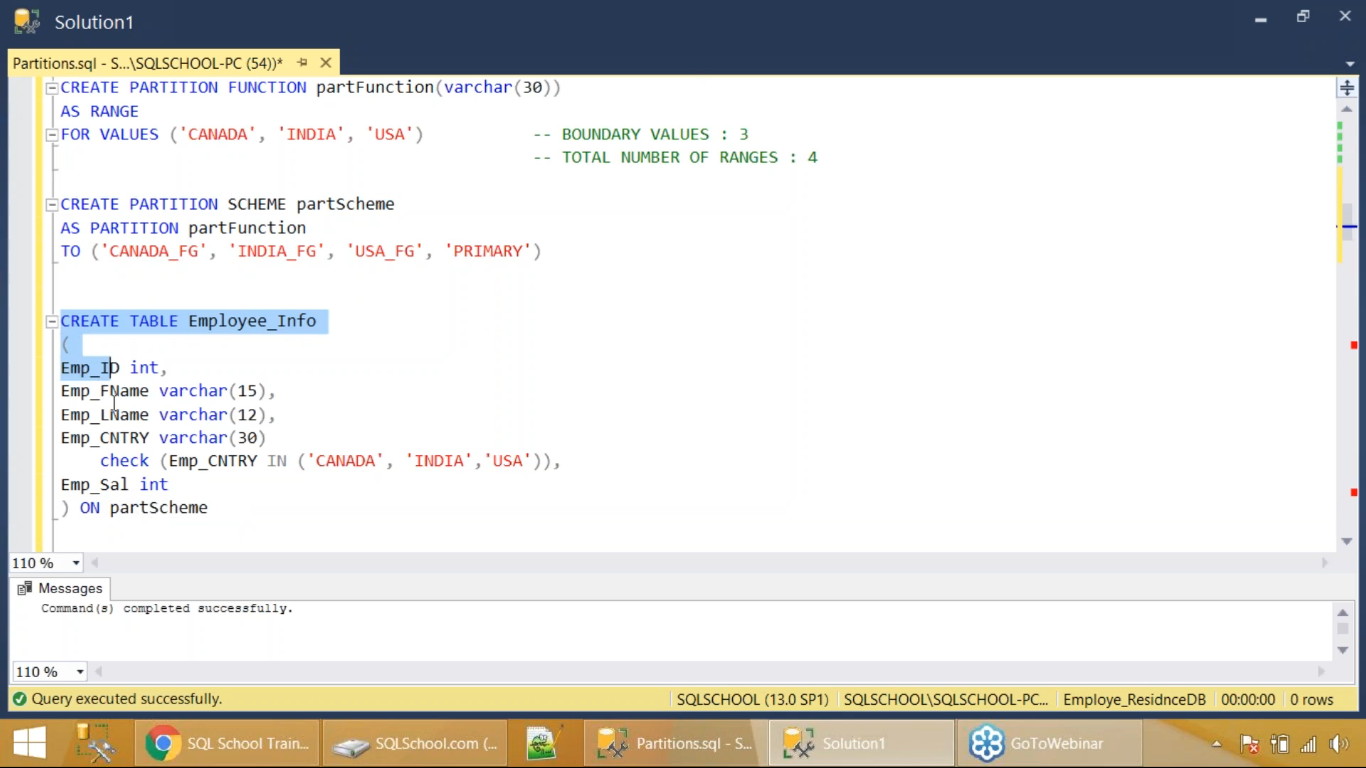 Solution1
Partitions.sql - S...\SQLSCHOOL-PC (54))*
CREATE PARTITION FUNCTION partFunction(varchar(30))
AS RANGE
FOR VALUES ('CANADA', 'INDIA', 'USA') -- BOUNDARY VALUES : 3
-- TOTAL NUMBER OF RANGES : 4
CREATE PARTITION SCHEME partScheme
AS PARTITION partFunction
TO ('CANADA_FG', 'INDIA_FG', 'USA_FG', 'PRIMARY')
CREATE TABLE Employee_Info
(
Emp_ID int,
Emp_FName varchar(15),
Emp_LName varchar(12),
Emp_CNTRY varchar(30)
check (Emp_CNTRY IN ('CANADA', 'INDIA','USA')),
Emp_Sal int
) ON partScheme
110 %
Messages
Command(s) completed successfully.
110 %
Query executed successfully. SQLSCHOOL (13.0 SP1) SQLSCHOOL\SQLSCHOOL-PC... Employe_ResidnceDB 00:00:00 0 rows
SQL School Train... SQLSchool.com (... Partitions.sql - S... Solution1 GoToWebinar